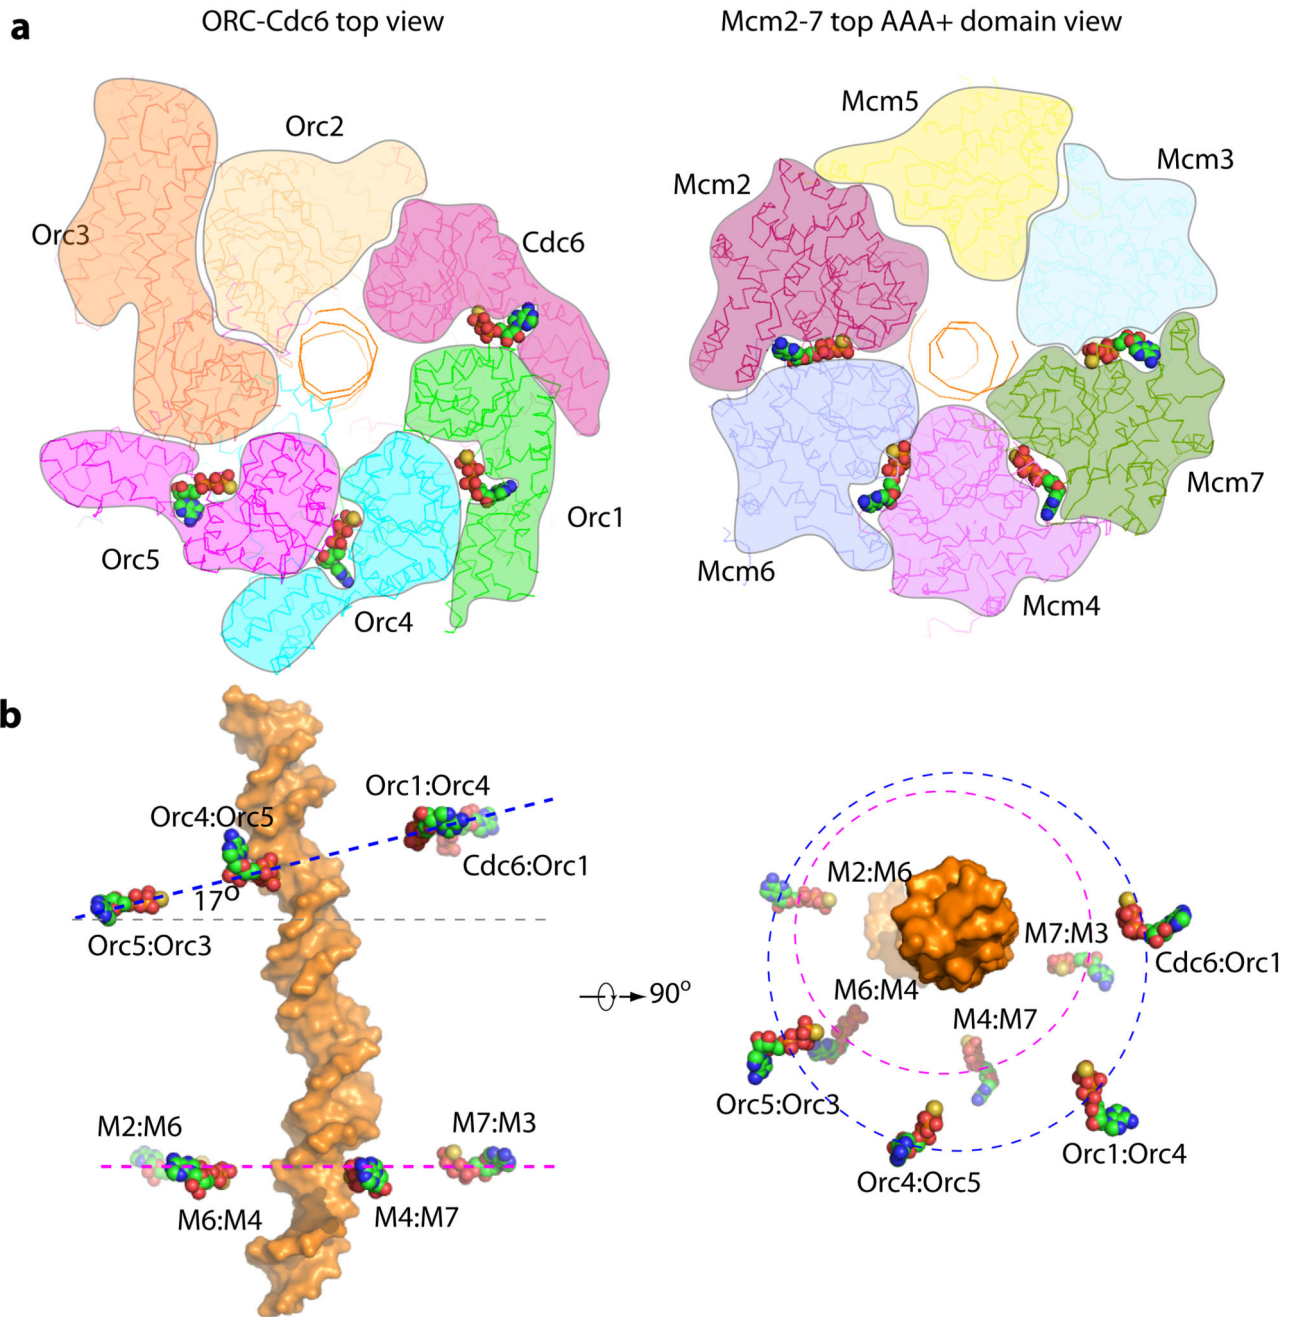 a
ORC-Cdc6 top view
Mcm2-7 top AAA+ domain view
Orc2
Orc3
Cdc6
Orc5
Orc4
Orc1
Mcm5
Mcm3
Mcm2
Mcm7
Mcm6
Mcm4
b
Orc1:Orc4
Orc4:Orc5
Cdc6:Orc1
17º
Orc5:Orc3
M2:M6
M7:M3
M6:M4
M4:M7
90º
M2:M6
M7:M3
Cdc6:Orc1
M6:M4
M4:M7
Orc5:Orc3
Orc1:Orc4
Orc4:Orc5